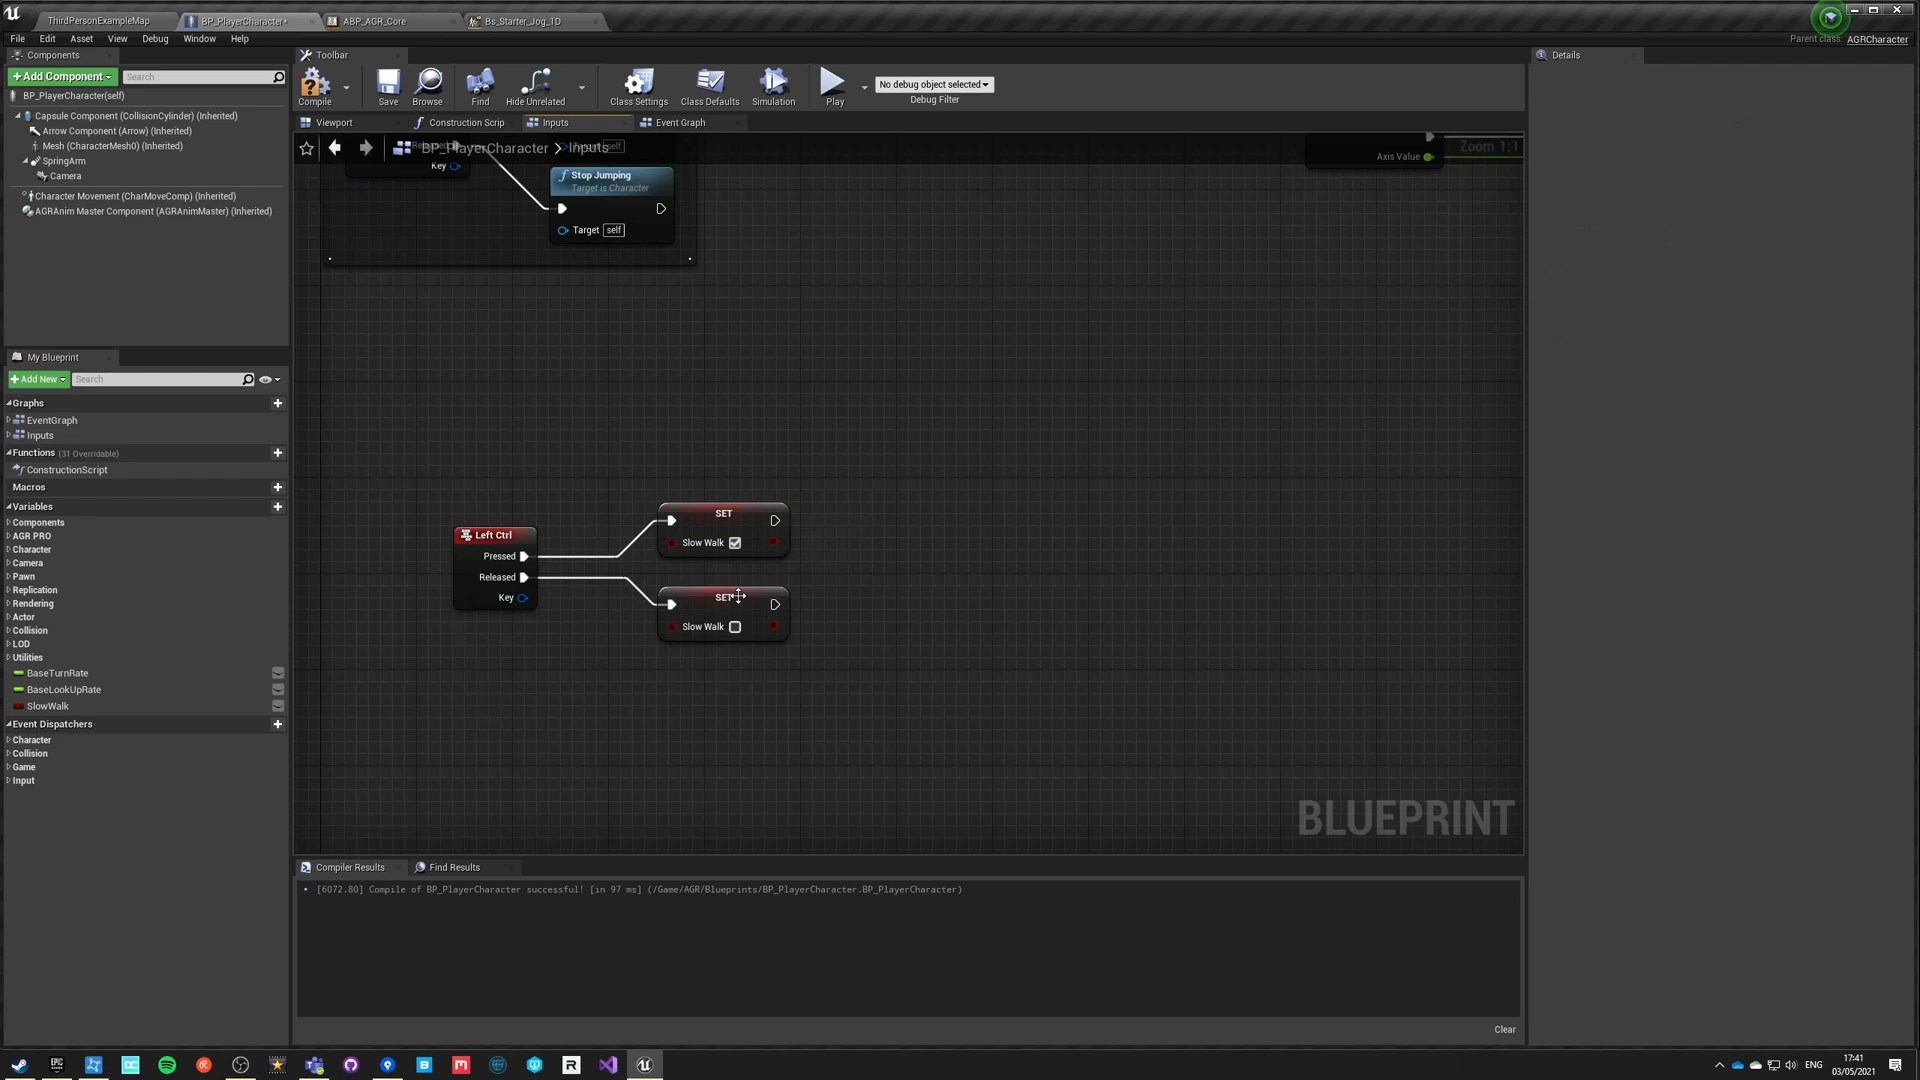 ThirdPersonExampleMap
BP_PlayerCharacter*
ABP_AGR_Core
Bs_Starter_Jog_1D
File Edit Asset View Debug Window Help
Parent class: AGRCharacter
Components
+Add Component
Search
BP_PlayerCharacter(self)
Capsule Component (CollisionCylinder) (Inherited)
Arrow Component (Arrow) (Inherited)
Mesh (CharacterMesh0) (Inherited)
SpringArm
Camera
Character Movement (CharMoveComp) (Inherited)
AGRAnim Master Component (AGRAnimMaster) (Inherited)
My Blueprint
+Add New
Search
Graphs
EventGraph
Inputs
Functions (31 Overridable)
ConstructionScript
Macros
Variables
Components
AGR PRO
Character
Camera
Pawn
Replication
Rendering
Actor
Collision
LOD
Utilities
BaseTurnRate
BaseLookUpRate
SlowWalk
Event Dispatchers
Character
Collision
Game
Input
Toolbar
Compile
Save
Browse
Find
Hide Unrelated
Class Settings
Class Defaults
Simulation
Play
No debug object selected
Debug Filter
Viewport
Construction Scrip
Inputs
Event Graph
BP_PlayerCharacter > Inputs
Zoom 1:1
Key
Stop Jumping
Target is Character
Target self
Axis Value
Left Ctrl
Pressed
Released
Key
SET
Slow Walk
SET
Slow Walk
BLUEPRINT
Compiler Results
Find Results
[6072.80] Compile of BP_PlayerCharacter successful! [in 97 ms] (/Game/AGR/Blueprints/BP_PlayerCharacter.BP_PlayerCharacter)
Clear
Details
ENG
17:41
03/05/2021